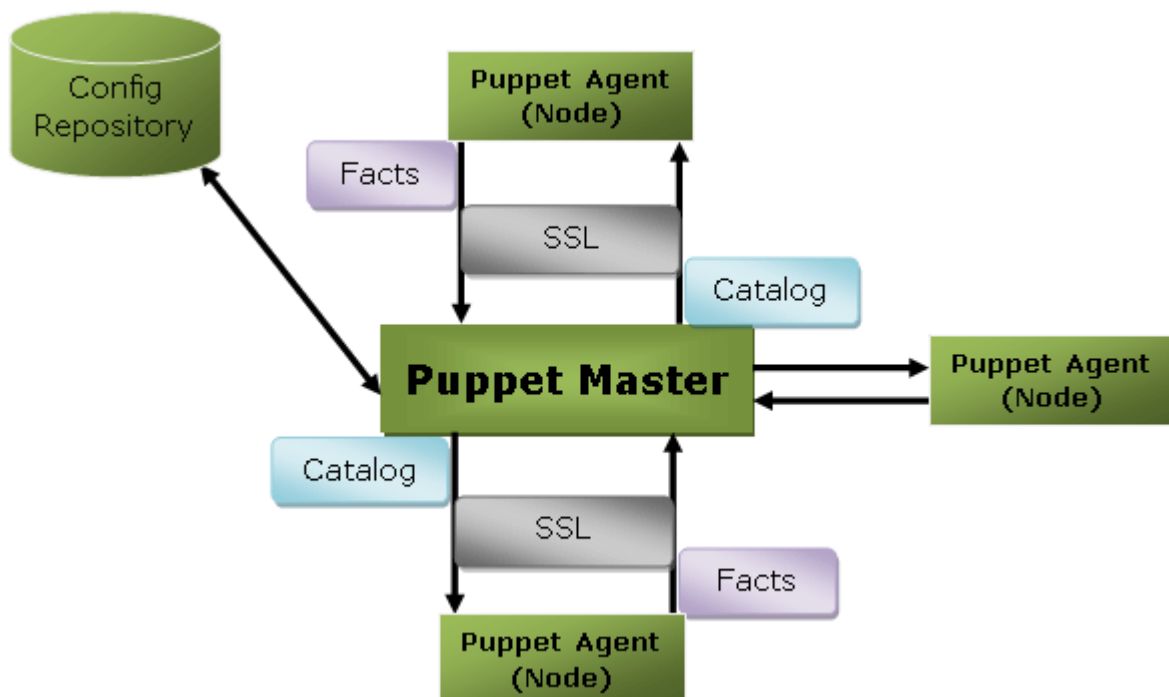 Config
Repository
Puppet Agent
(Node)
Facts
SSL
Catalog
Puppet Master
Puppet Agent
(Node)
Catalog
SSL
Facts
Puppet Agent
(Node)